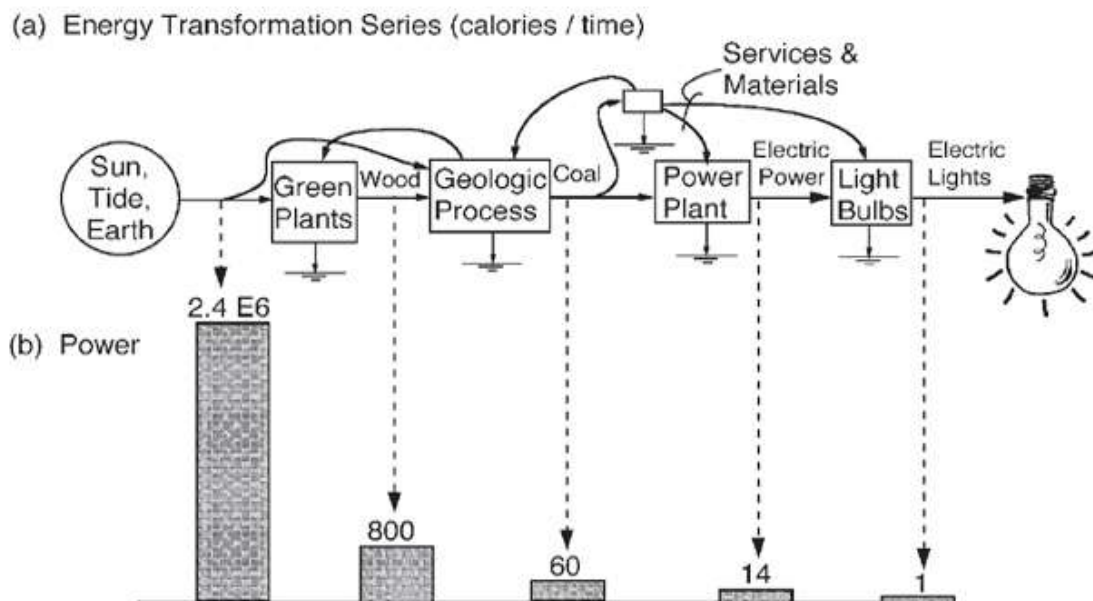 (a) Energy Transformation Series (calories / time)
Services &
Materials
Sun,
Tide,
Earth
Green
Plants
Wood
Geologic
Process
Coal
Power
Plant
Electric
Power
Light
Bulbs
Electric
Lights
2.4 E6
(b) Power
800
60
14
1